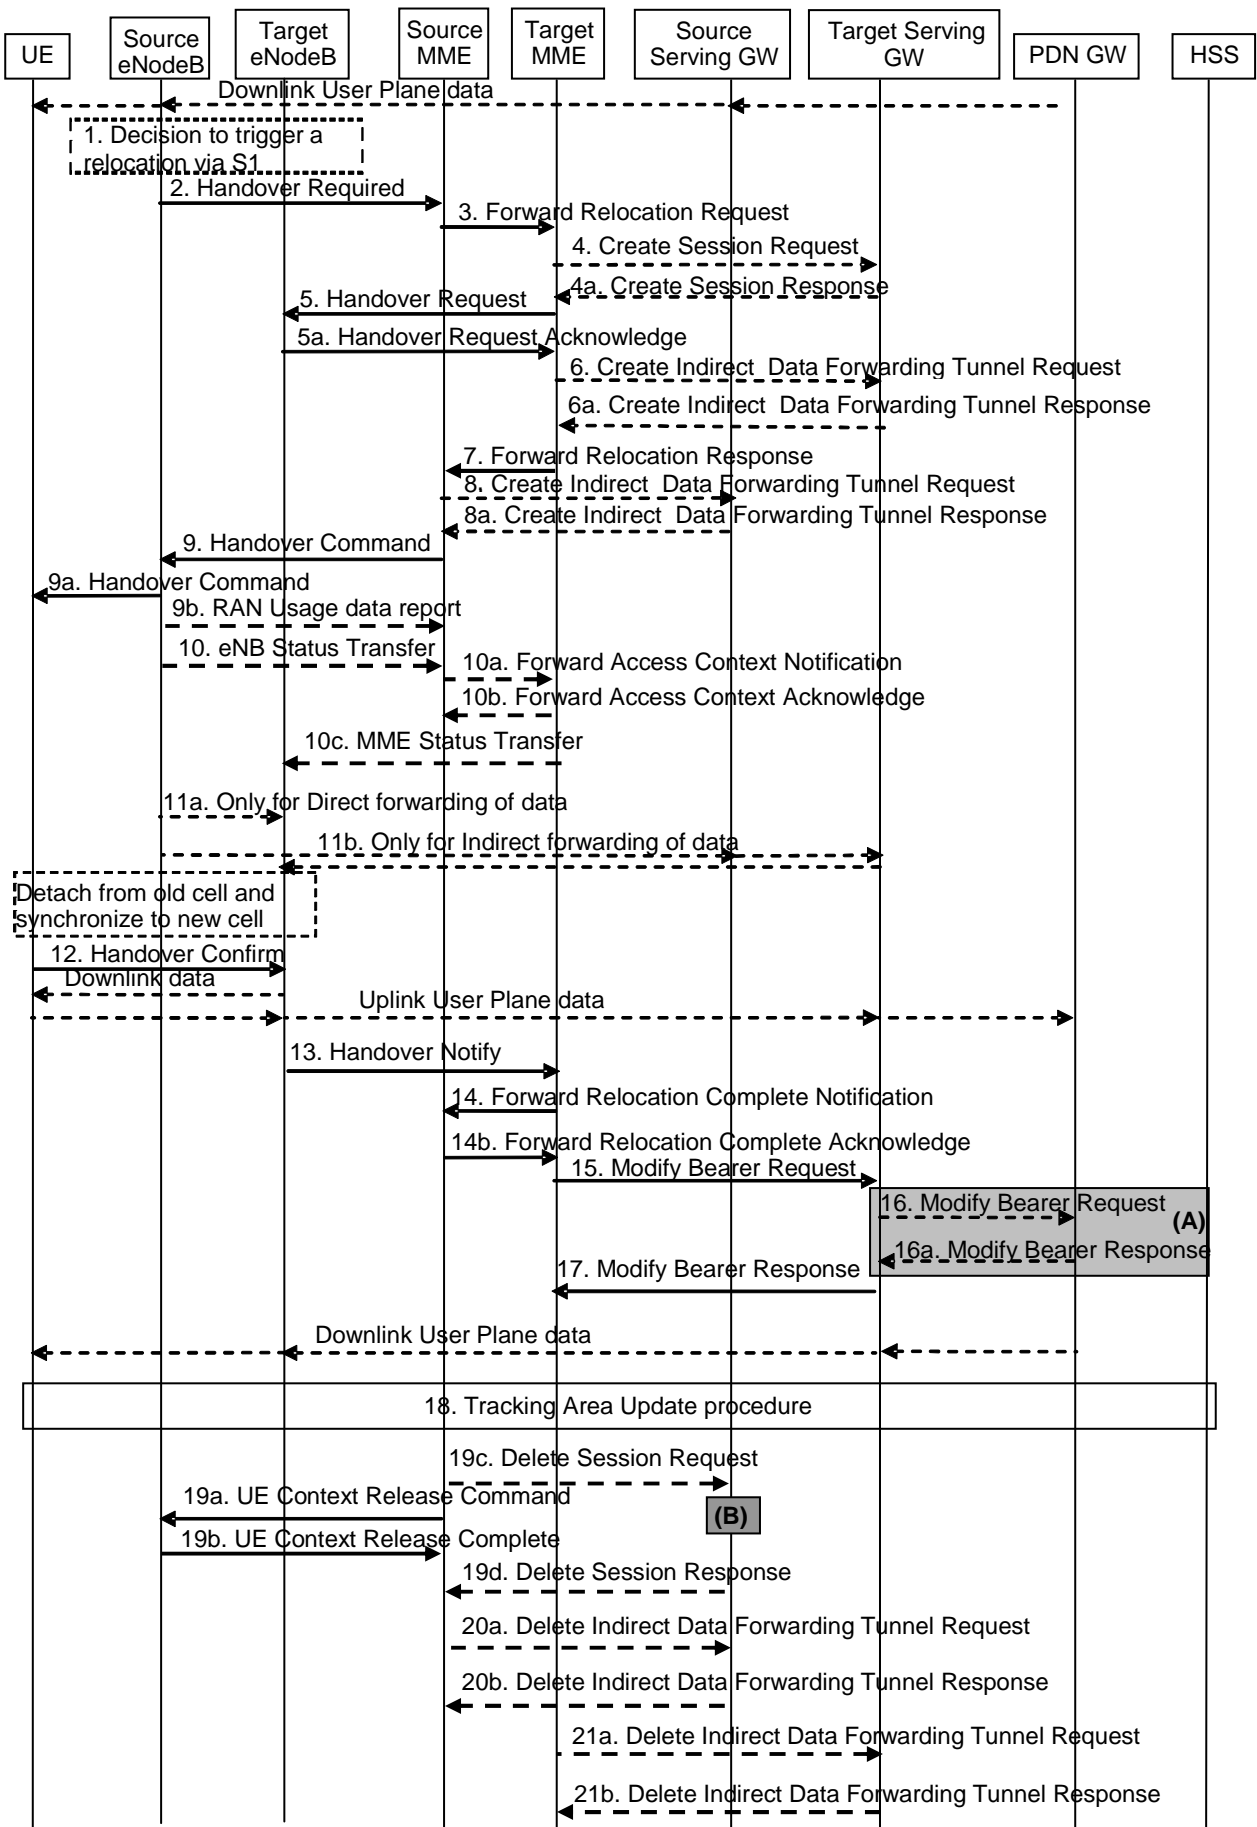 UE
Source
eNodeB
Target
eNodeB
Source
MME
Target
MME
Source
Serving GW
Target Serving
GW
PDN GW
HSS
Downlink User Plane data
1. Decision to trigger a
relocation via S1
2. Handover Required
3. Forward Relocation Request
4. Create Session Request
4a. Create Session Response
5. Handover Request
5a. Handover Request Acknowledge
6. Create Indirect Data Forwarding Tunnel Request
6a. Create Indirect Data Forwarding Tunnel Response
7. Forward Relocation Response
8. Create Indirect Data Forwarding Tunnel Request
8a. Create Indirect Data Forwarding Tunnel Response
9. Handover Command
9a. Handover Command
9b. RAN Usage data report
10. eNB Status Transfer
10a. Forward Access Context Notification
10b. Forward Access Context Acknowledge
10c. MME Status Transfer
11a. Only for Direct forwarding of data
11b. Only for Indirect forwarding of data
Detach from old cell and
synchronize to new cell
12. Handover Confirm
Downlink data
Uplink User Plane data
13. Handover Notify
14. Forward Relocation Complete Notification
14b. Forward Relocation Complete Acknowledge
15. Modify Bearer Request
16. Modify Bearer Request
(A)
16a. Modify Bearer Response
17. Modify Bearer Response
Downlink User Plane data
18. Tracking Area Update procedure
19c. Delete Session Request
19a. UE Context Release Command
(B)
19b. UE Context Release Complete
19d. Delete Session Response
20a. Delete Indirect Data Forwarding Tunnel Request
20b. Delete Indirect Data Forwarding Tunnel Response
21a. Delete Indirect Data Forwarding Tunnel Request
21b. Delete Indirect Data Forwarding Tunnel Response